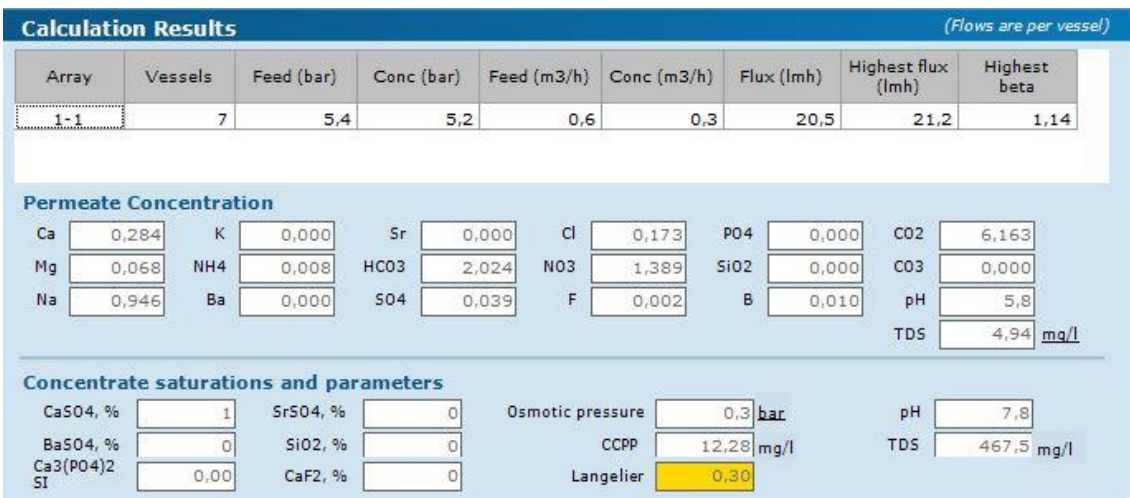 Calculation Results (Flows are per vessel)
Array Vessels Feed (bar) Conc (bar) Feed (m3/h) Conc (m3/h) Flux (lmh) Highest flux (lmh) Highest beta
1-1 7 5,4 5,2 0,6 0,3 20,5 21,2 1,14
Permeate Concentration
Ca 0,284 K 0,000 Sr 0,000 Cl 0,173 PO4 0,000 CO2 6,163
Mg 0,068 NH4 0,008 HCO3 2,024 NO3 1,389 SiO2 0,000 CO3 0,000
Na 0,946 Ba 0,000 SO4 0,039 F 0,002 B 0,010 pH 5,8
TDS 4,94 mg/l
Concentrate saturations and parameters
CaSO4, % 1 SrSO4, % 0 Osmotic pressure 0,3 bar pH 7,8
BaSO4, % 0 SiO2, % 0 CCPP 12,28 mg/l TDS 467,5 mg/l
Ca3(PO4)2 SI 0,00 CaF2, % 0 Langelier 0,30